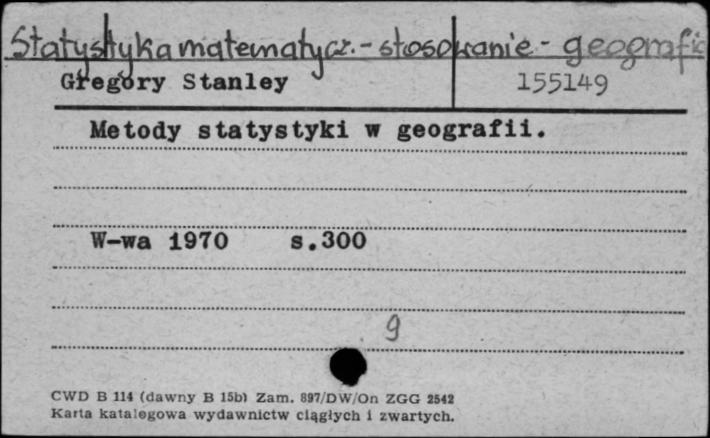 Statystyka matematycz. - stosowanie - geografia
Gregory Stanley 155149
Metody statystyki w geografii.
W-wa 1970 s.300
9
CWD B 114 (dawny B 15b) Zam. 897/DW/On ZGG 2542
Karta katalogowa wydawnictw ciągłych i zwartych.